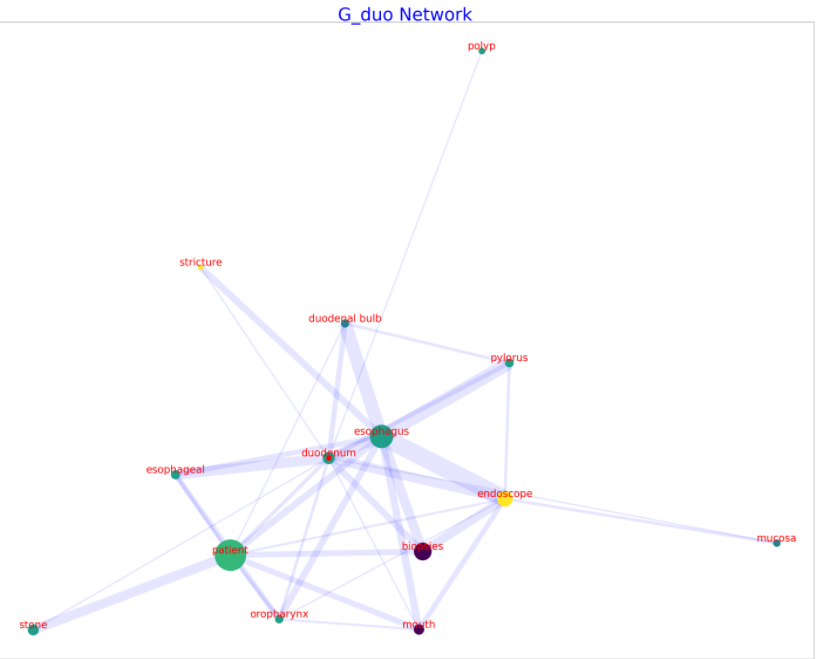 G_duo Network
polyp
stricture
duodenal bulb
pylorus
esophagus
duodenum
esophageal
endoscope
mucosa
biopsies
patient
oropharynx
mouth
stone